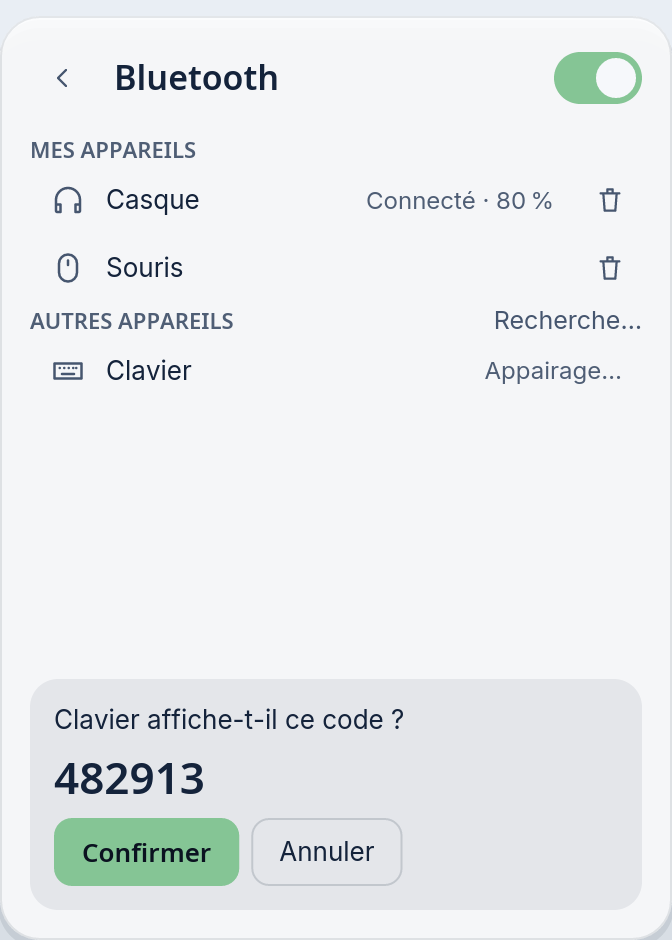 Bluetooth
MES APPAREILS
Casque Connecté · 80 %
Souris
AUTRES APPAREILS Recherche...
Clavier Appairage...
Clavier affiche-t-il ce code ?
482913
Confirmer Annuler